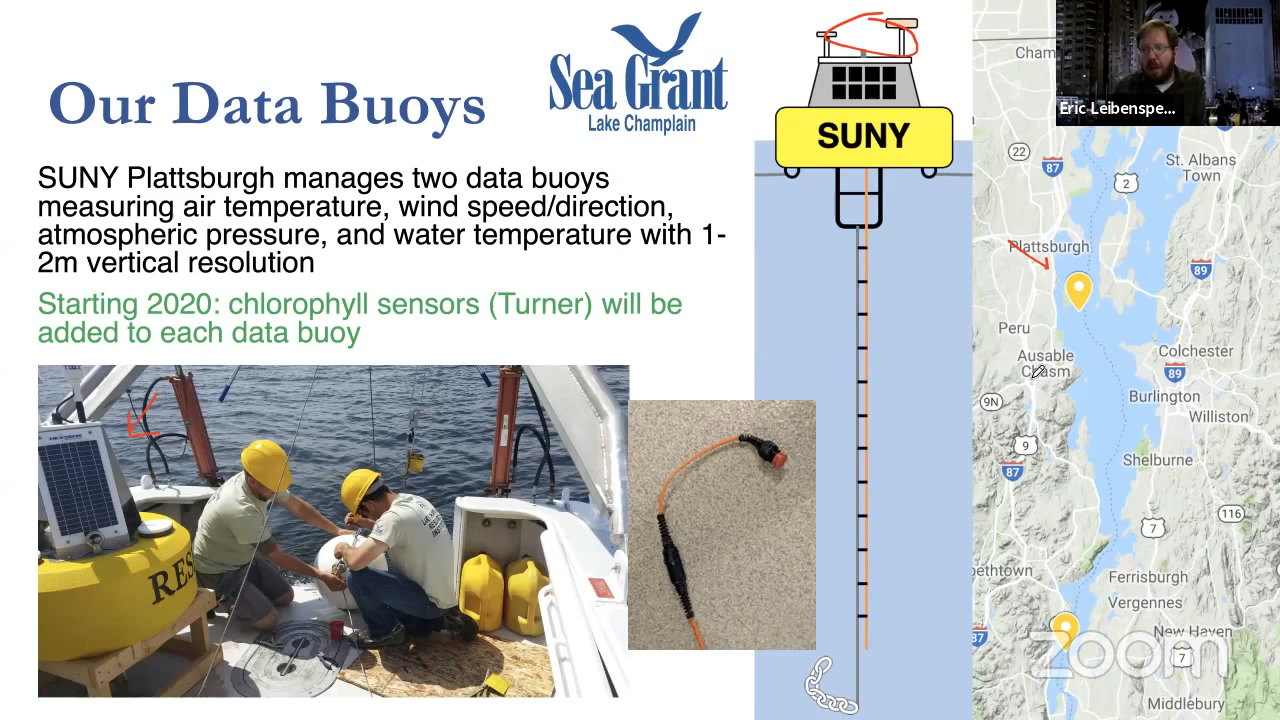 Our Data Buoys
Sea Grant
Lake Champlain
SUNY Plattsburgh manages two data buoys
measuring air temperature, wind speed/direction,
atmospheric pressure, and water temperature with 1-
2m vertical resolution
Starting 2020: chlorophyll sensors (Turner) will be
added to each data buoy
NEXSENS
RES
SUNY
Eric Leibenspe...
Cham
22
87
2
St. Albans
Town
Plattsburgh
89
Peru
Ausable
Chasm
Colchester
89
9N
Burlington
Williston
9
87
Shelburne
7
116
bethtown
Ferrisburgh
Vergennes
87
New Haven
7
zoom
Middlebury